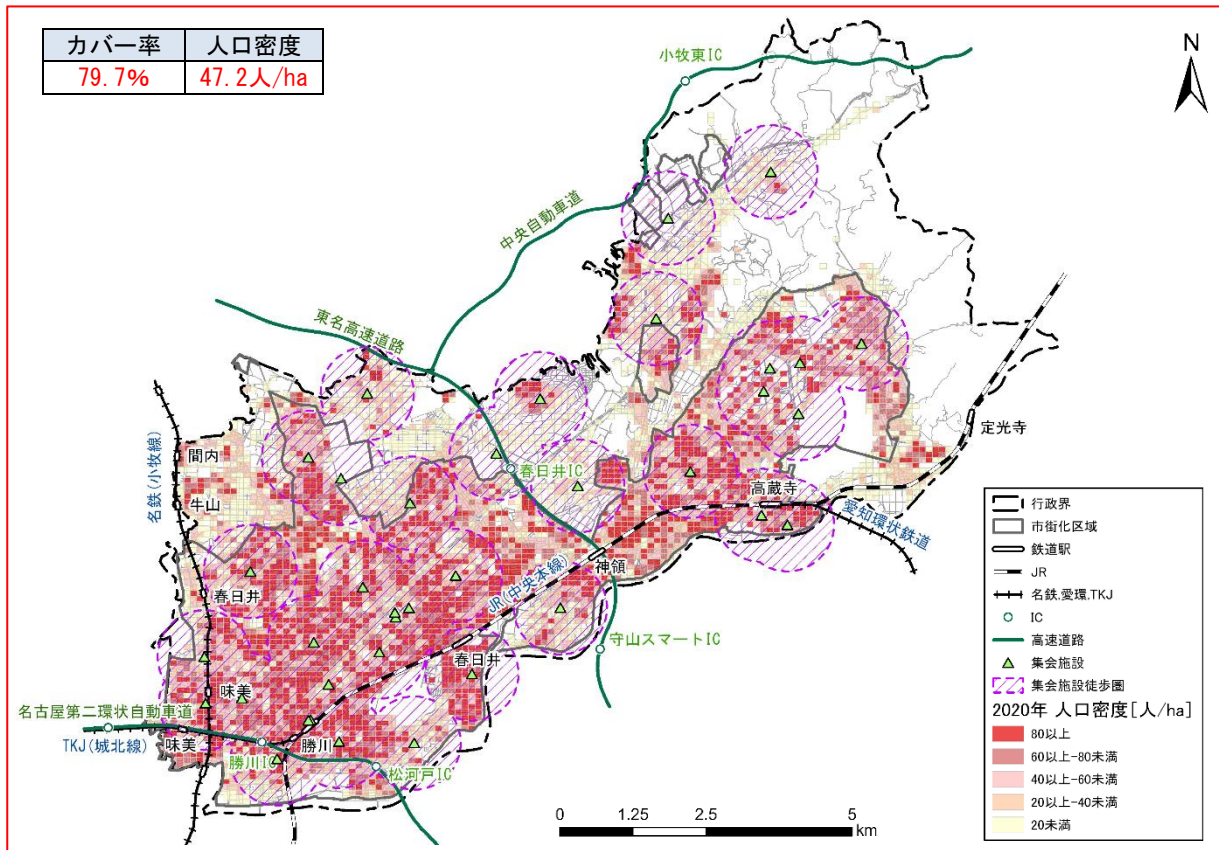 カバー率 人口密度
79.7% 47.2人/ha
小牧東IC
N
中央自動車道
東名高速道路
定光寺
間内
名鉄(小牧線)
牛山
春日井IC
高蔵寺
愛知環状鉄道
神領
JR(中央本線)
春日井
守山スマートIC
春日井
味美
名古屋第二環状自動車道
TKJ(城北線)
味美
勝川
勝川IC
松河戸IC
0 1.25 2.5 5
km
行政界
市街化区域
鉄道駅
JR
名鉄,愛環,TKJ
IC
高速道路
集会施設
集会施設徒歩圏
2020年 人口密度[人/ha]
80以上
60以上-80未満
40以上-60未満
20以上-40未満
20未満